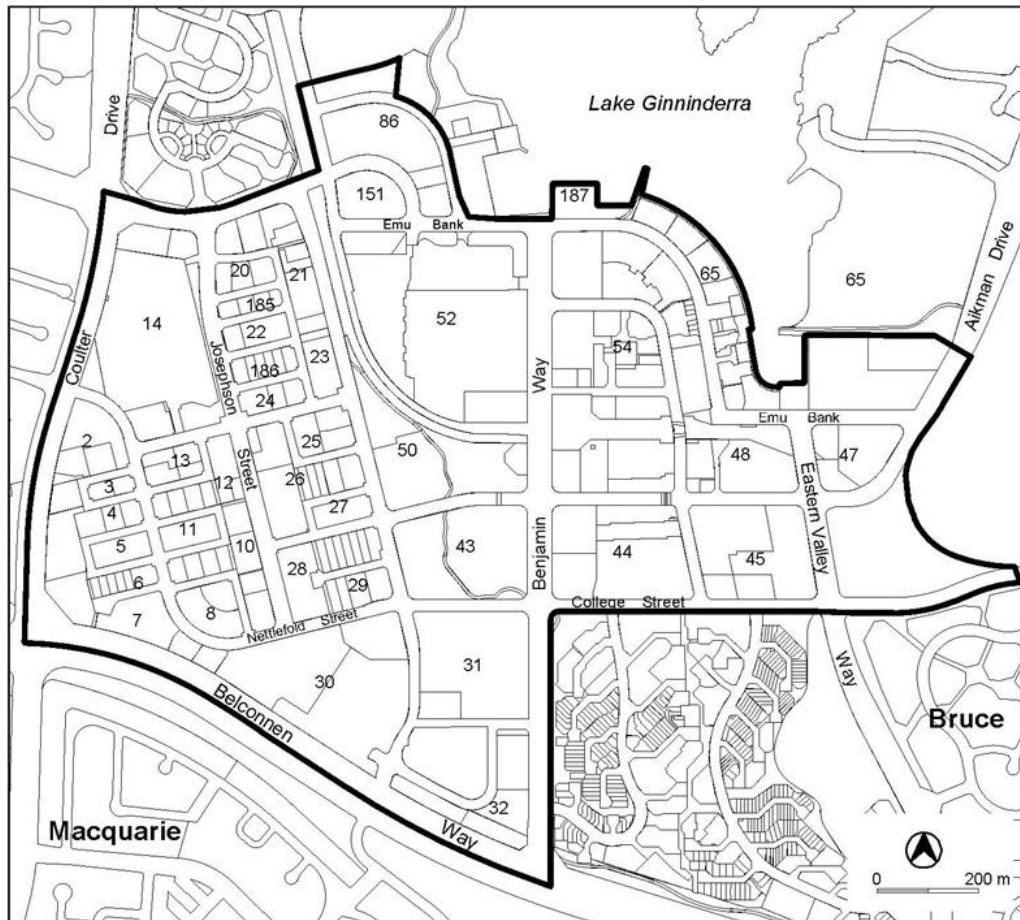 Lake Ginninderra
86
Drive
187
151
Emu Bank
65
65
20
21
Aikman Drive
185
14
22
52
Josephson
23
54
Way
186
Coulter
24
Emu Bank
2
25
50
48
47
13
Street
3
12
26
Eastern Valley
4
27
11
5
10
43
Benjamin
44
45
28
6
29
College Street
8
7
Nettlefold Street
31
30
Way
Belconnen
Bruce
32
Way
Macquarie
0 200 m